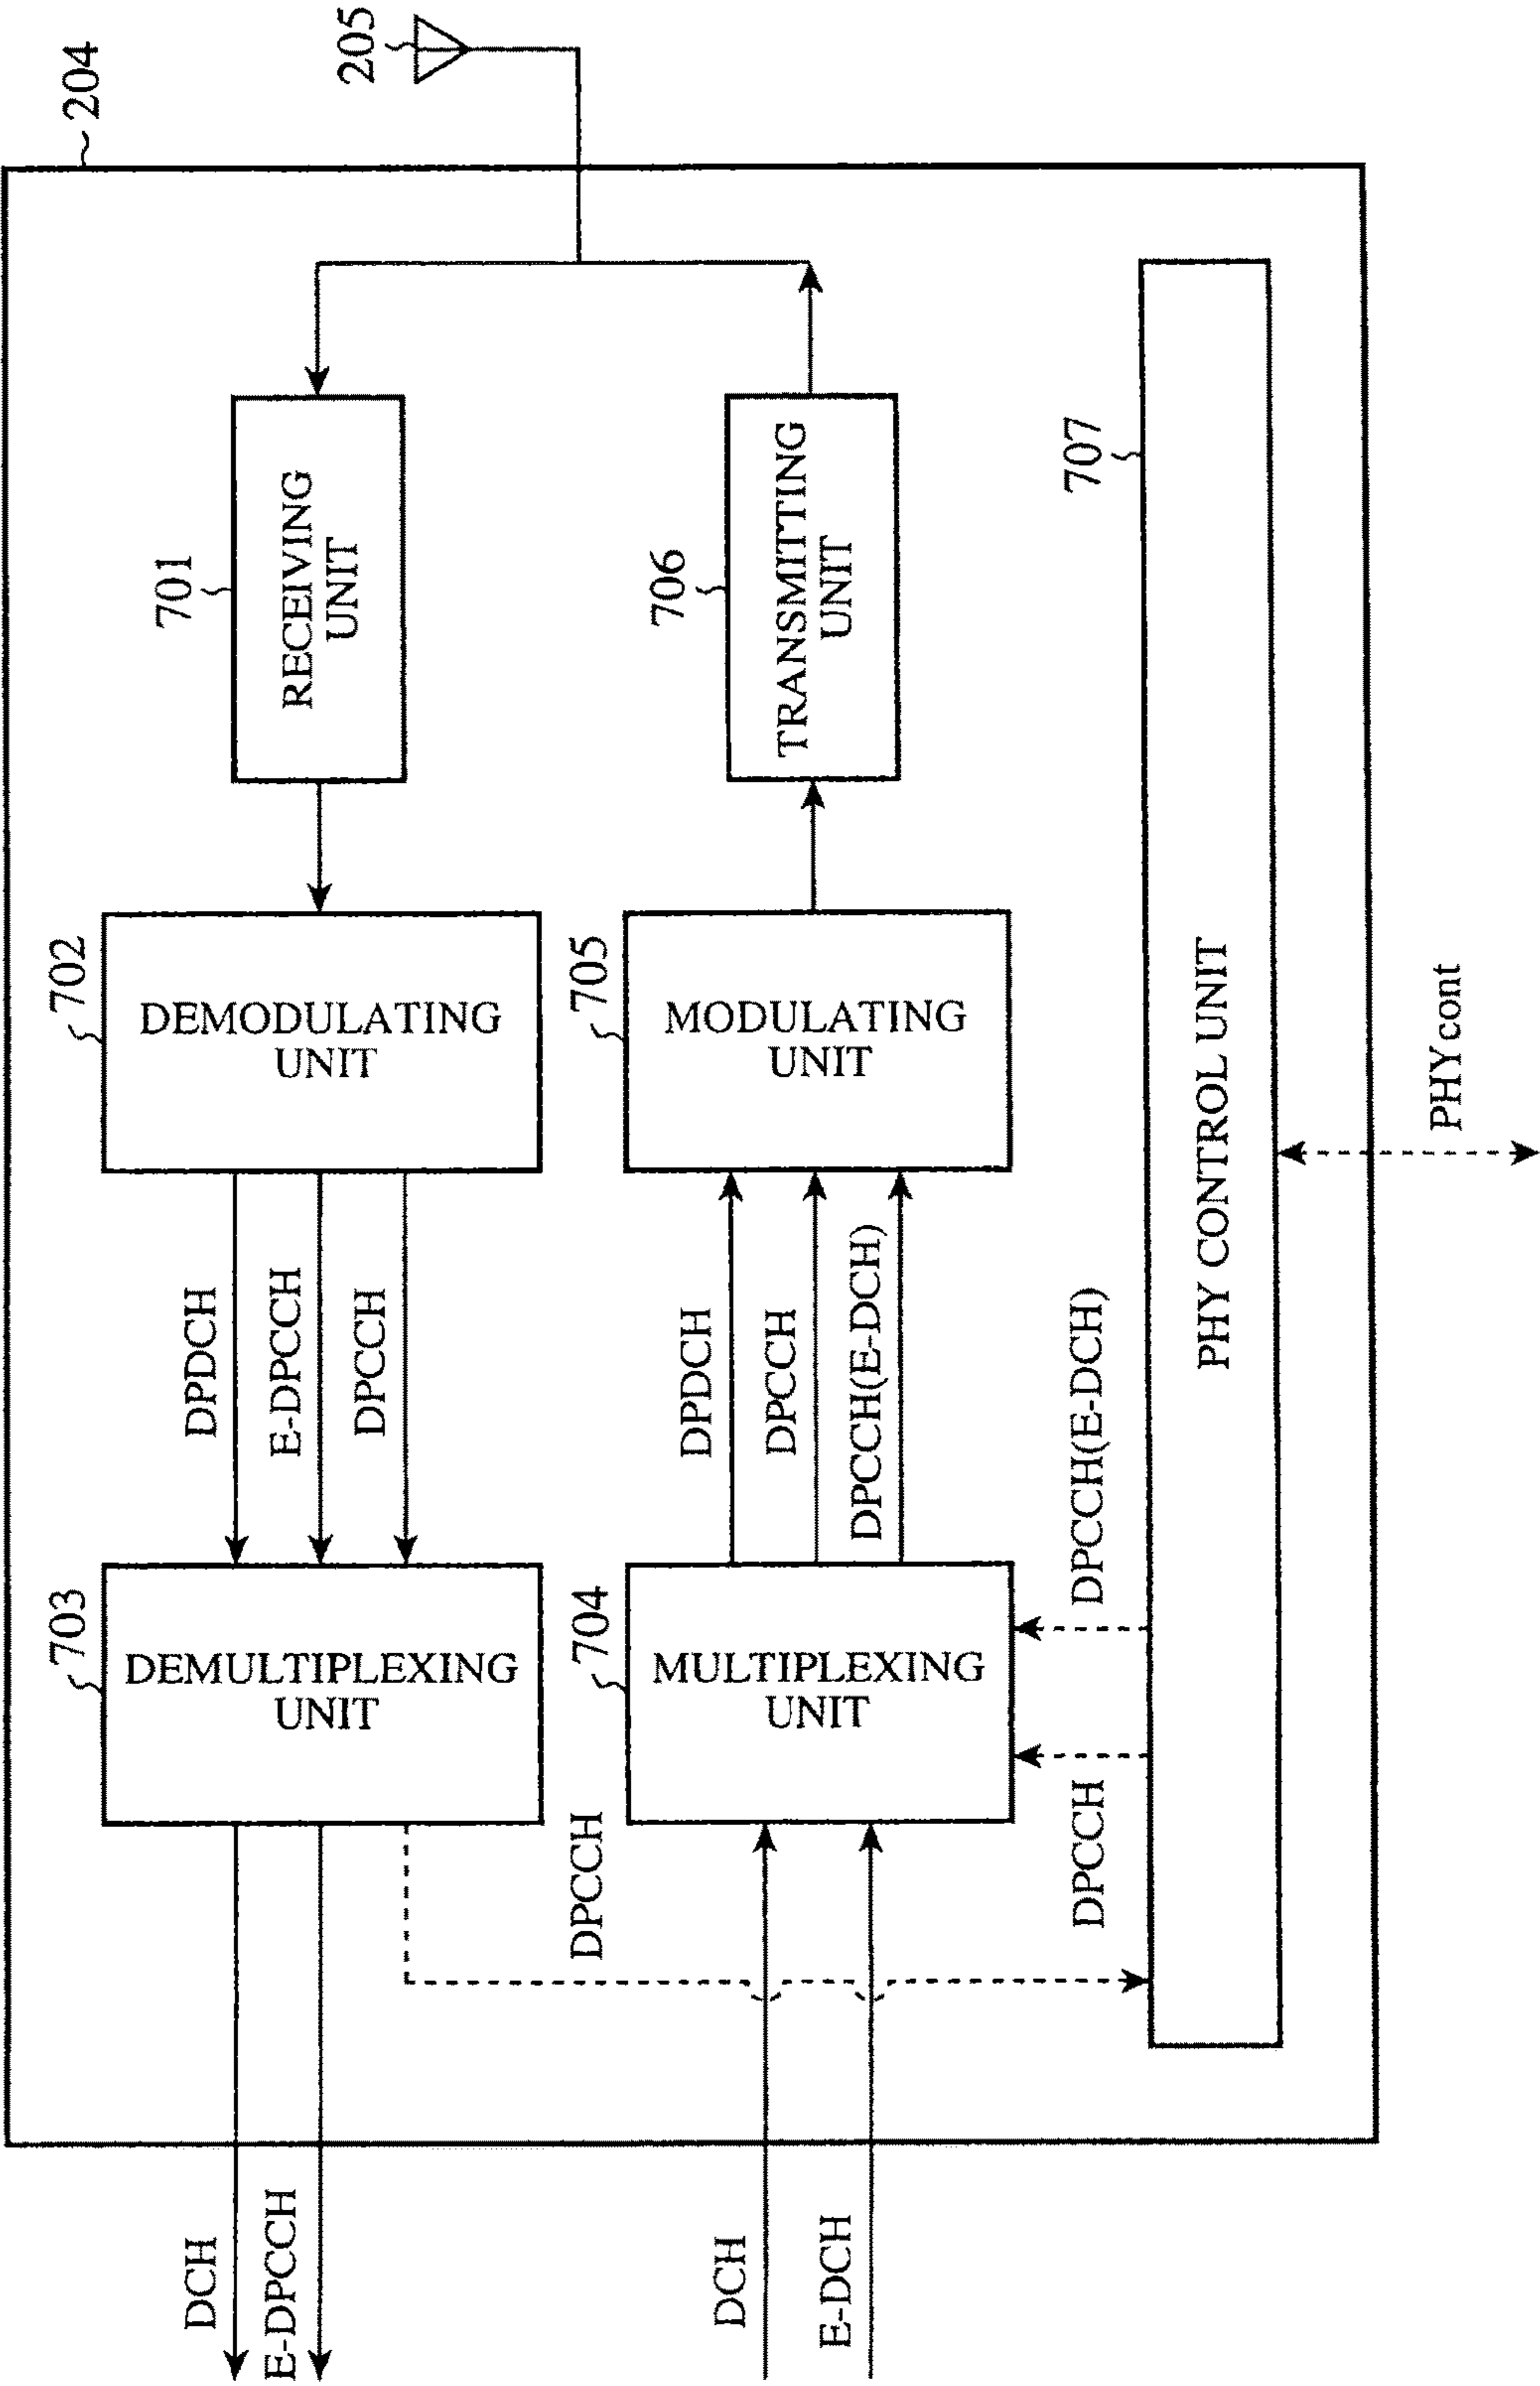 204
205
DCH
E-DPCCH
703
DEMULTIPLEXING
UNIT
DPDCH
E-DPCCH
DPCCH
702
DEMODULATING
UNIT
701
RECEIVING
UNIT
DPCCH
DCH
E-DCH
704
MULTIPLEXING
UNIT
DPDCH
DPCCH
DPCCH(E-DCH)
705
MODULATING
UNIT
706
TRANSMITTING
UNIT
DPCCH
DPCCH(E-DCH)
707
PHY CONTROL UNIT
PHYcont